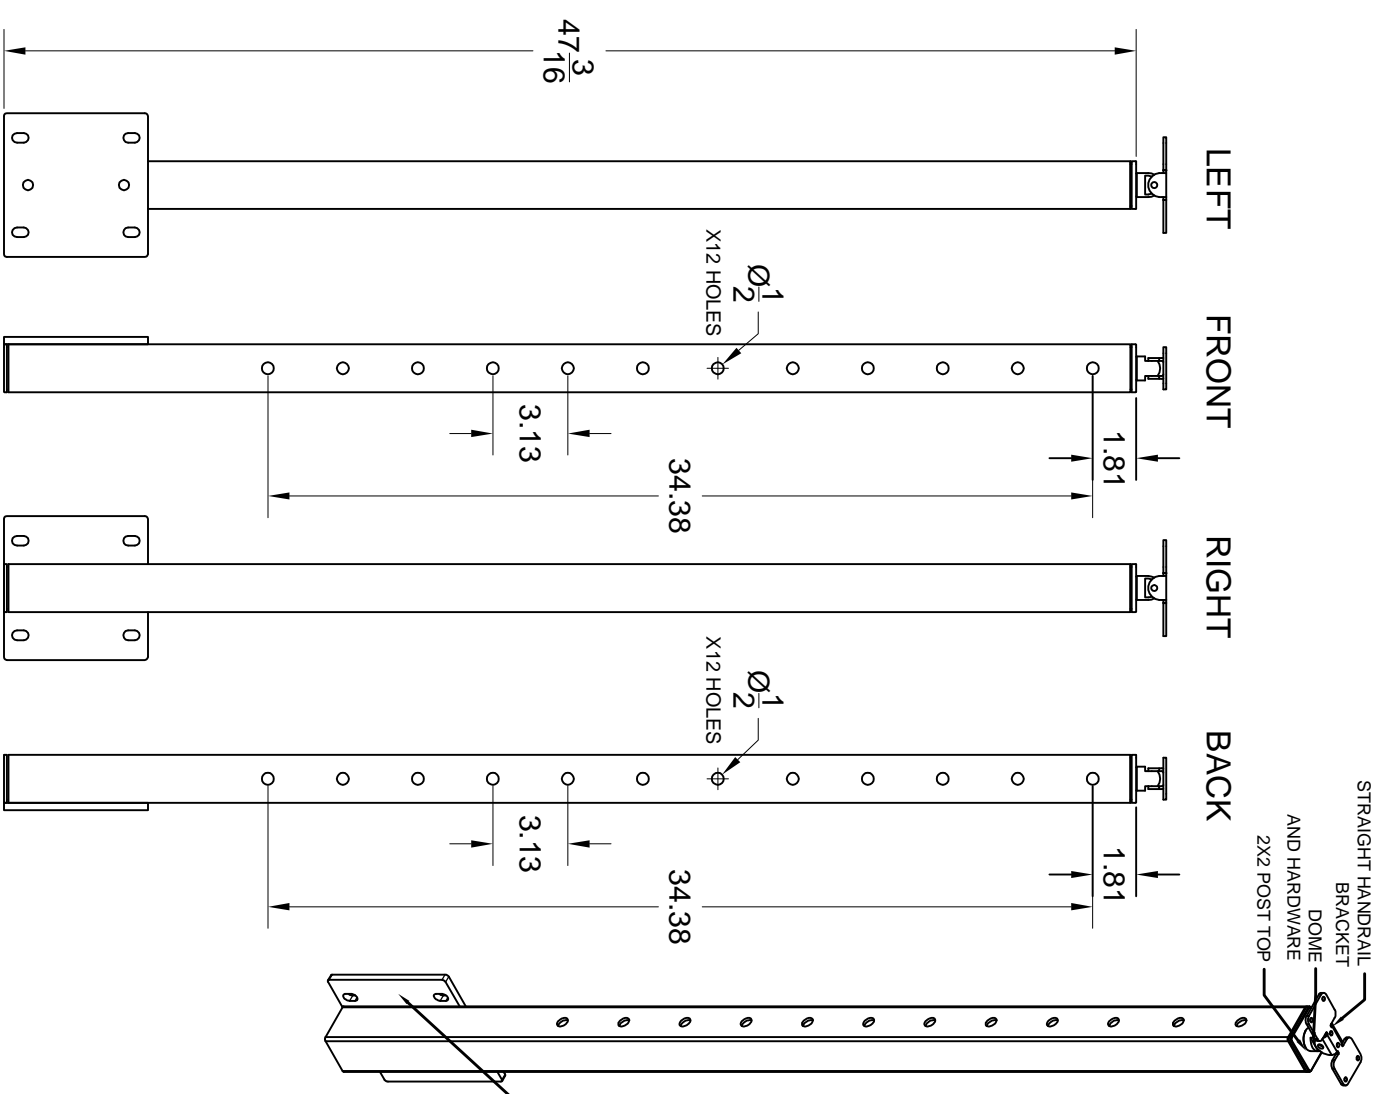 LEFT
FRONT
RIGHT
BACK
47 3/16
Ø1/2
X12 HOLES
3.13
34.38
1.81
Ø1/2
X12 HOLES
3.13
34.38
1.81
STRAIGHT HANDRAIL
BRACKET
DOME
AND HARDWARE
2X2 POST TOP